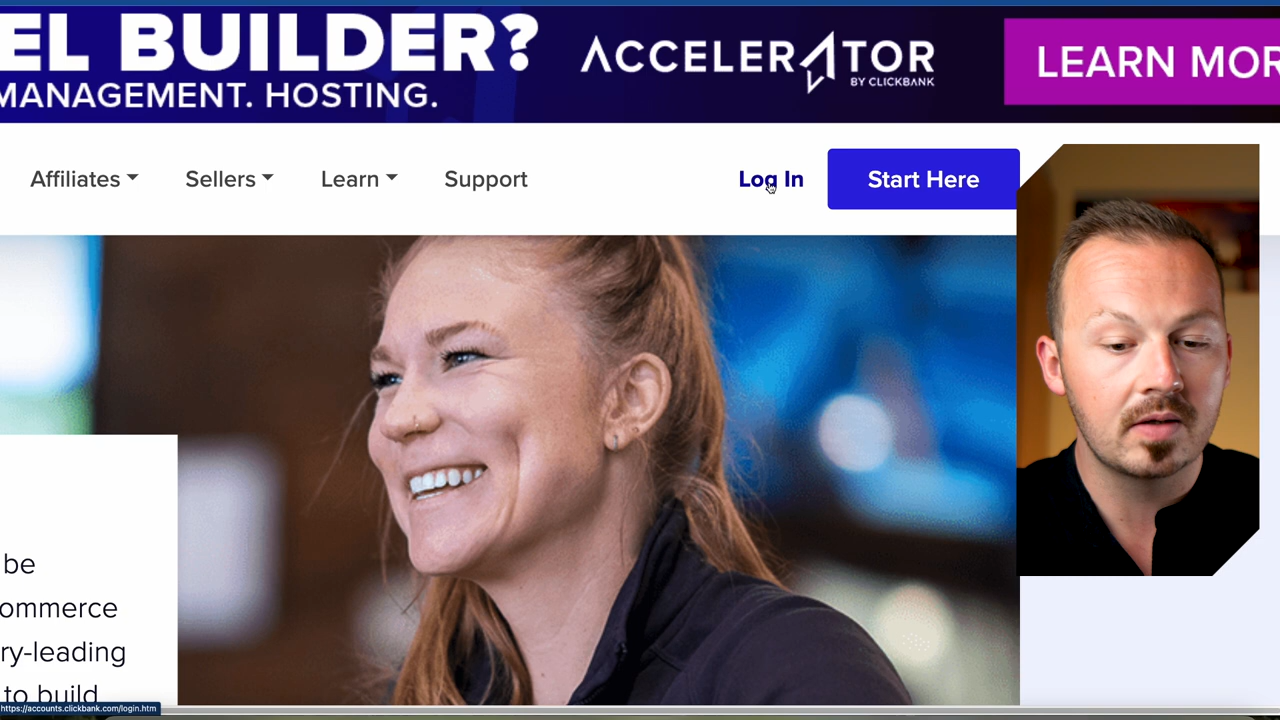 EL BUILDER?
MANAGEMENT. HOSTING.
ACCELERATOR
BY CLICKBANK
LEARN MOR
Affiliates
Sellers
Learn
Support
Log In
Start Here
be
ommerce
ry-leading
to build
https://accounts.clickbank.com/login.htm